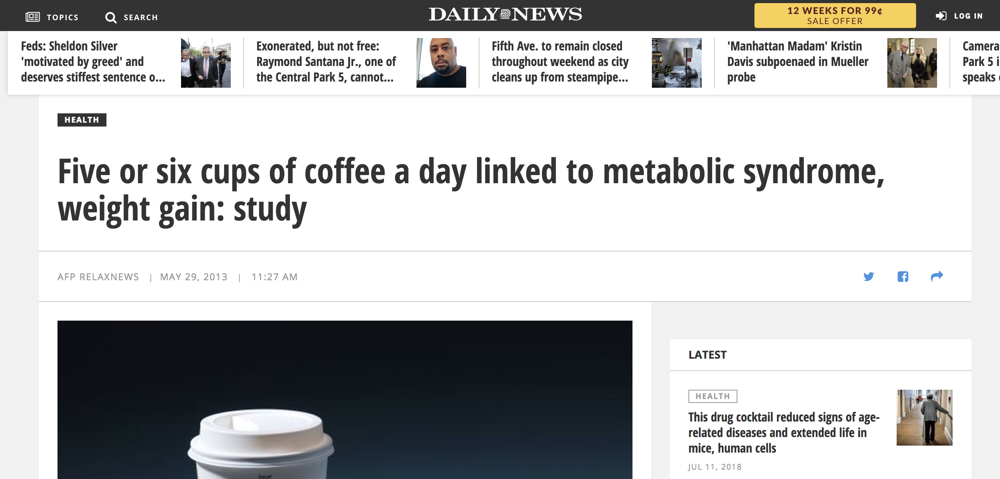 TOPICS
SEARCH
DAILY NEWS
12 WEEKS FOR 99¢
SALE OFFER
LOG IN
Feds: Sheldon Silver
'motivated by greed' and
deserves stiffest sentence o...
Exonerated, but not free:
Raymond Santana Jr., one of
the Central Park 5, cannot...
Fifth Ave. to remain closed
throughout weekend as city
cleans up from steampipe...
'Manhattan Madam' Kristin
Davis subpoenaed in Mueller
probe
Camera
Park 5 i
speaks
HEALTH
Five or six cups of coffee a day linked to metabolic syndrome,
weight gain: study
AFP RELAXNEWS | MAY 29, 2013 | 11:27 AM
Decaf
LATEST
HEALTH
This drug cocktail reduced signs of age-
related diseases and extended life in
mice, human cells
JUL 11, 2018